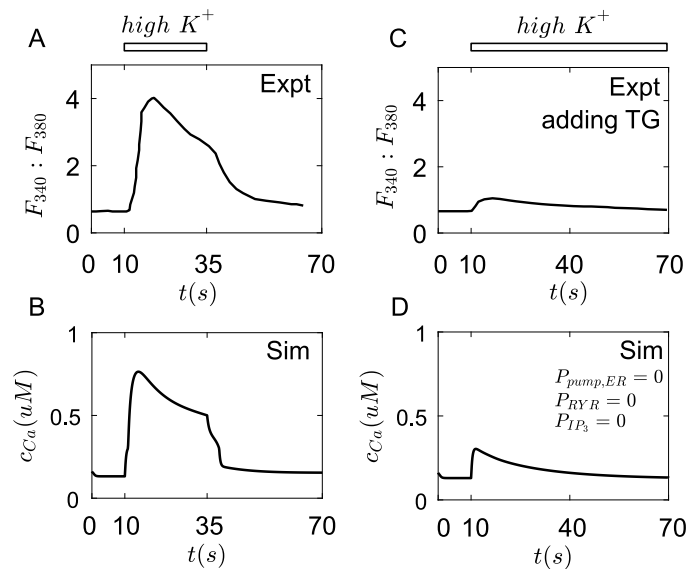 A
high K+
Expt
4
2
0
F340 : F380
0 10 35 70
t(s)
C
high K+
Expt
adding TG
4
2
0
F340 : F380
0 10 40 70
t(s)
B
Sim
1
0.5
0
cCa(uM)
0 10 35 70
t(s)
D
Sim
Ppump,ER = 0
PRYR = 0
PIP3 = 0
1
0.5
0
cCa(uM)
0 10 40 70
t(s)